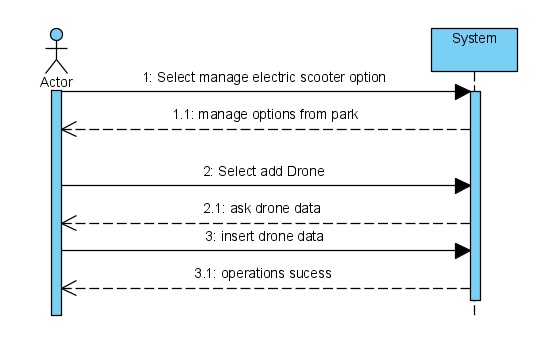 System
Actor
1: Select manage electric scooter option
1.1: manage options from park
2: Select add Drone
2.1: ask drone data
3: insert drone data
3.1: operations sucess